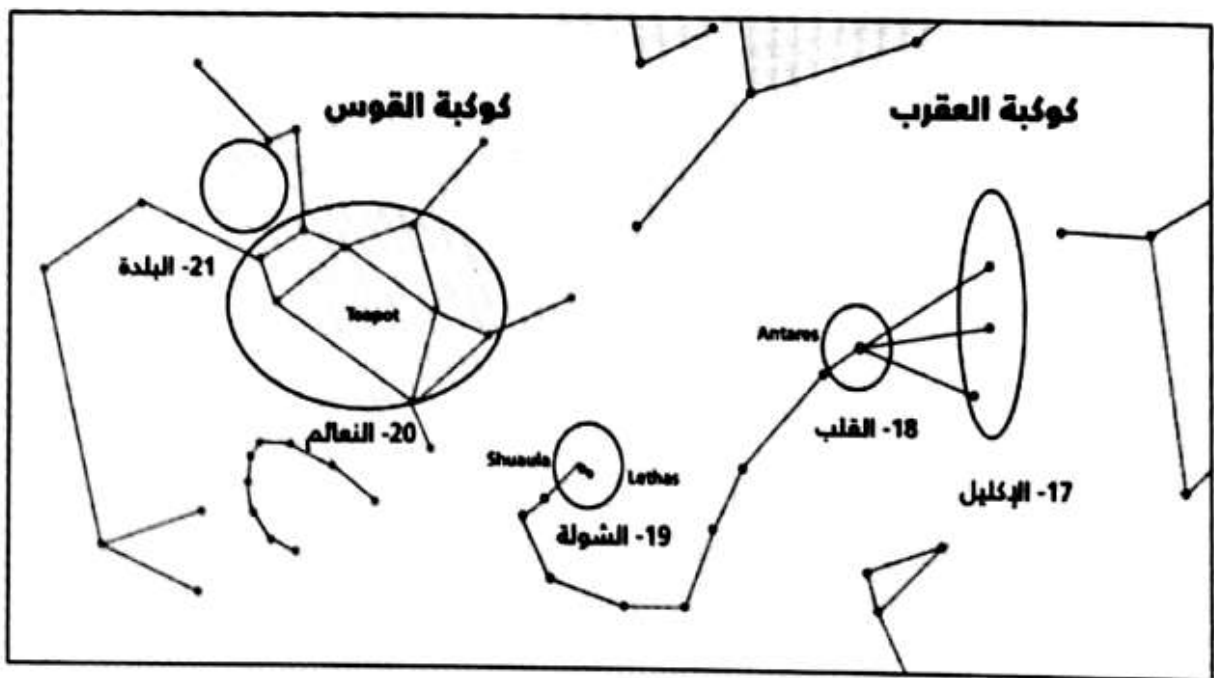 كوكبة العقرب
كوكبة القوس
21- البلدة
Teapot
Antares
18- القلب
20- النعائم
Shuaula
Lethas
17- الإكليل
19- الشولة